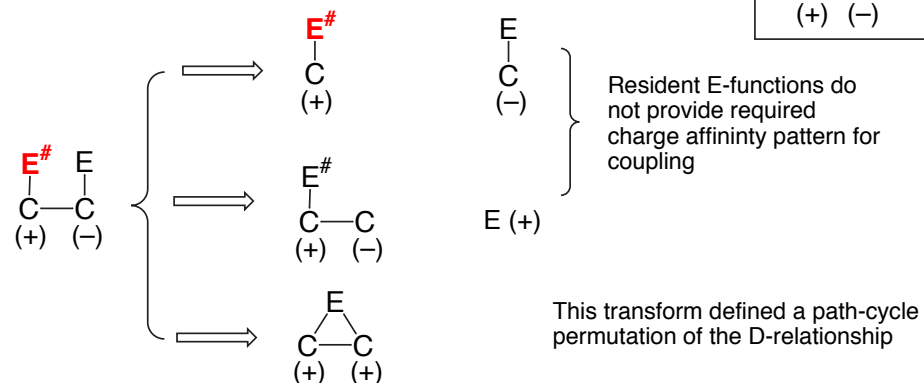 (+) (–)
E# E
C C
(+) (–)
Resident E-functions do
not provide required
charge affininty pattern for
coupling
E# E
C C
(+) (–)
E#
C C
(+) (–)
E (+)
E
C C
(+) (+)
This transform defined a path-cycle
permutation of the D-relationship